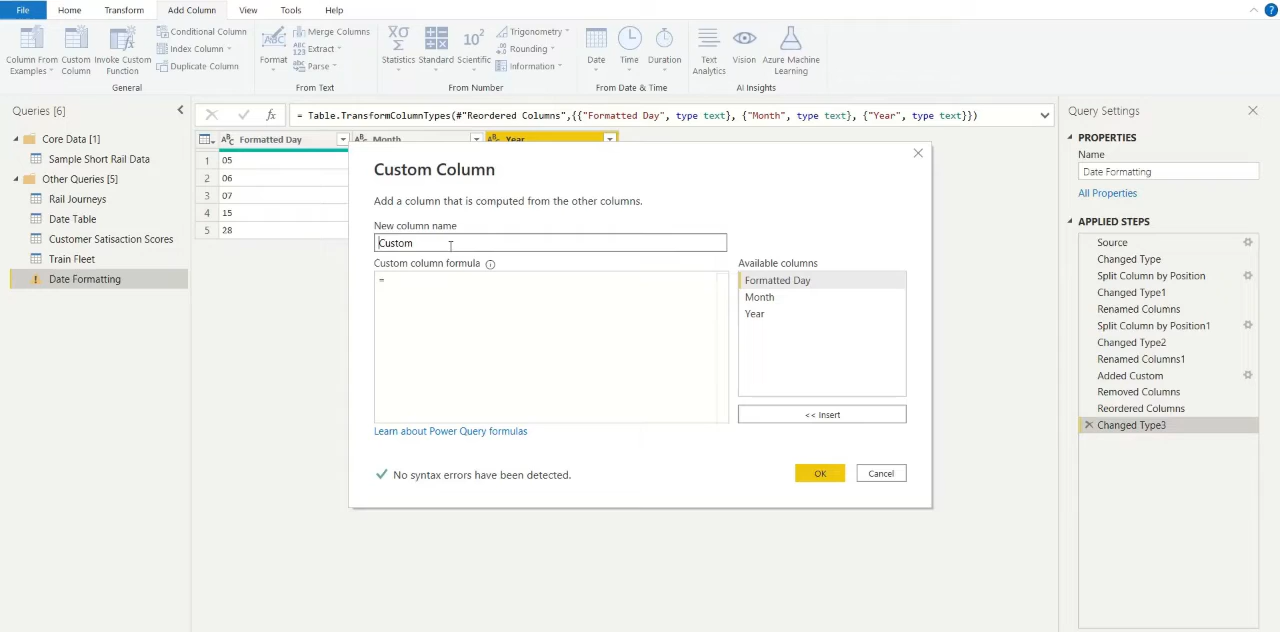 File Home Transform Add Column View Tools Help
Column From Examples Custom Column Invoke Custom Function
Conditional Column
Index Column
Duplicate Column
General
Format
Merge Columns
Extract
Parse
From Text
Statistics Standard Scientific
Trigonometry
Rounding
Information
From Number
Date Time Duration
From Date & Time
Text Analytics Vision Azure Machine Learning
AI Insights
Queries [6]
Core Data [1]
Sample Short Rail Data
Other Queries [5]
Rail Journeys
Date Table
Customer Satisaction Scores
Train Fleet
Date Formatting
= Table.TransformColumnTypes(#"Reordered Columns",{{"Formatted Day", type text}, {"Month", type text}, {"Year", type text}})
Formatted Day Month Year
1 05
2 06
3 07
4 15
5 28
Custom Column
Add a column that is computed from the other columns.
New column name
Custom
Custom column formula
=
Available columns
Formatted Day
Month
Year
<< Insert
Learn about Power Query formulas
No syntax errors have been detected.
OK Cancel
Query Settings
PROPERTIES
Name
Date Formatting
All Properties
APPLIED STEPS
Source
Changed Type
Split Column by Position
Changed Type1
Renamed Columns
Split Column by Position1
Changed Type2
Renamed Columns1
Added Custom
Removed Columns
Reordered Columns
Changed Type3